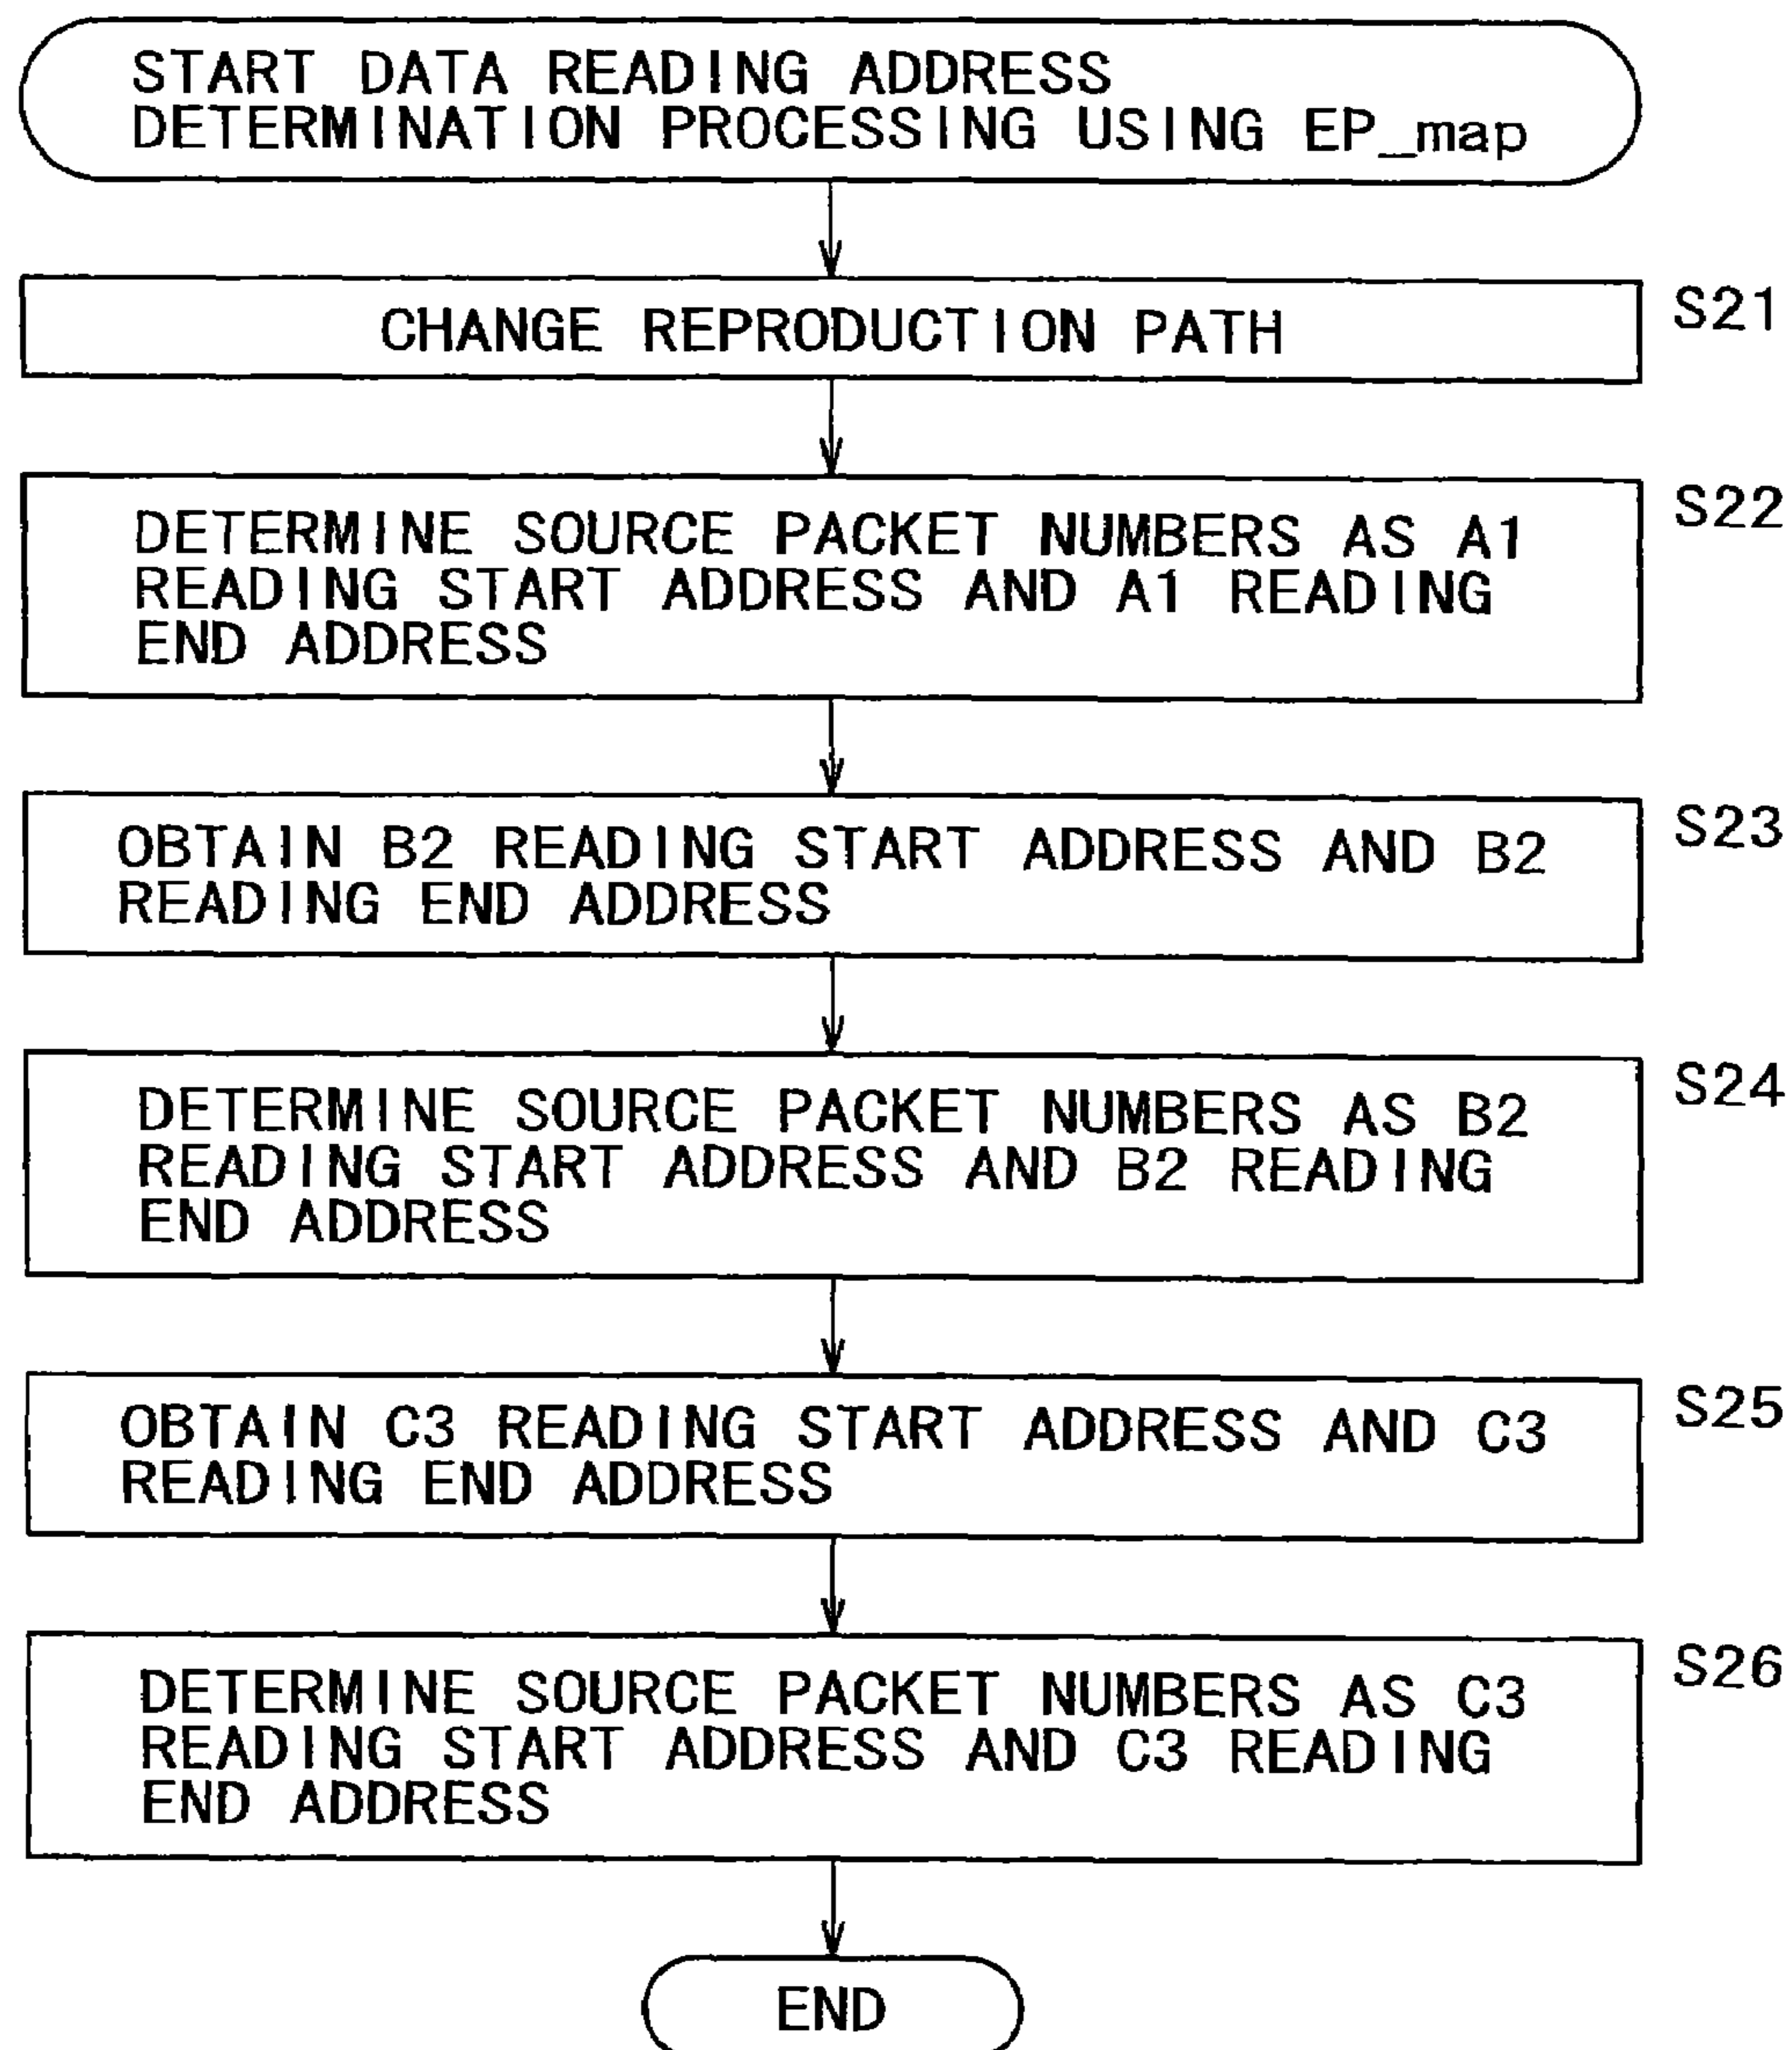 START DATA READING ADDRESS
DETERMINATION PROCESSING USING EP_map
CHANGE REPRODUCTION PATH
S21
DETERMINE SOURCE PACKET NUMBERS AS A1
READING START ADDRESS AND A1 READING
END ADDRESS
S22
OBTAIN B2 READING START ADDRESS AND B2
READING END ADDRESS
S23
DETERMINE SOURCE PACKET NUMBERS AS B2
READING START ADDRESS AND B2 READING
END ADDRESS
S24
OBTAIN C3 READING START ADDRESS AND C3
READING END ADDRESS
S25
DETERMINE SOURCE PACKET NUMBERS AS C3
READING START ADDRESS AND C3 READING
END ADDRESS
S26
END